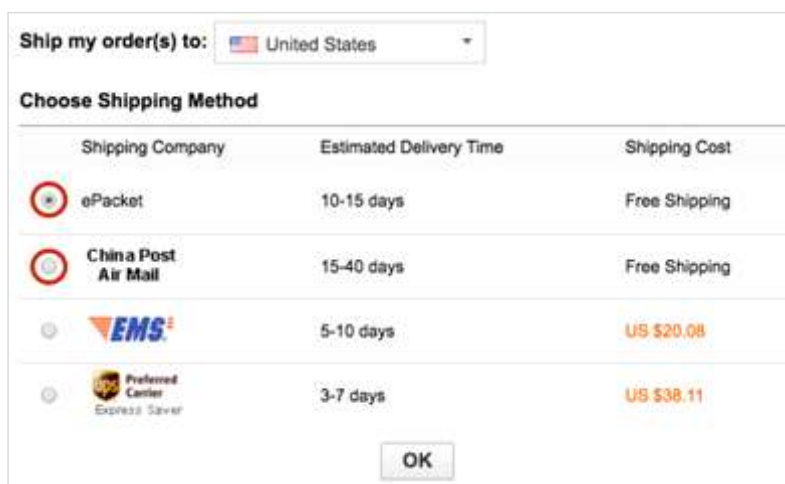 Ship my order(s) to: United States
Choose Shipping Method
Shipping Company Estimated Delivery Time Shipping Cost
ePacket 10-15 days Free Shipping
China Post
Air Mail 15-40 days Free Shipping
EMS 5-10 days US $20.08
ups Preferred
Carrier
Express Saver 3-7 days US $38.11
OK